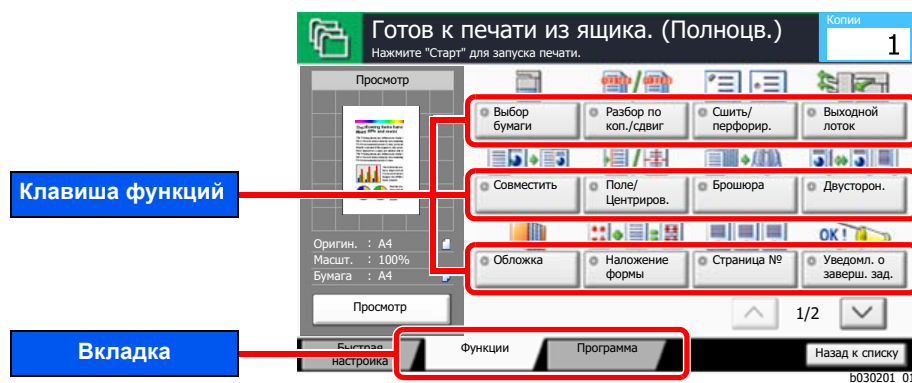 Готов к печати из ящика. (Полноцв.)
Нажмите "Старт" для запуска печати.
Копии
1
Просмотр
Выбор бумаги
Разбор по коп./сдвиг
Сшить/ перфорир.
Выходной лоток
Клавиша функций
Совместить
Поле/ Центриров.
Брошюра
Двусторон.
Оригин. : A4
Масшт. : 100%
Бумага : A4
Обложка
Наложение формы
Страница №
OK !
Уведомл. о заверш. зад.
Просмотр
1/2
Вкладка
Быстрая настройка
Функции
Программа
Назад к списку
b030201_01